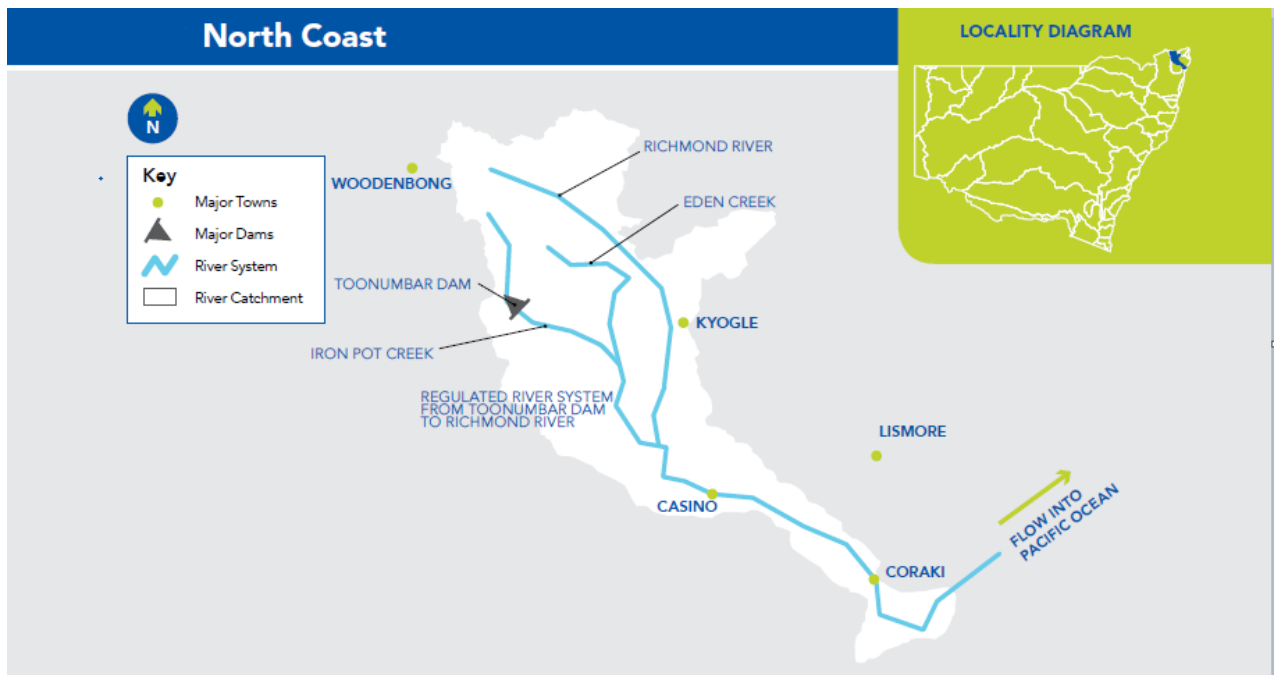 North Coast
LOCALITY DIAGRAM
N
Key
Major Towns
Major Dams
River System
River Catchment
WOODENBONG
RICHMOND RIVER
EDEN CREEK
TOONUMBAR DAM
KYOGLE
IRON POT CREEK
REGULATED RIVER SYSTEM
FROM TOONUMBAR DAM
TO RICHMOND RIVER
LISMORE
CASINO
FLOW INTO
PACIFIC OCEAN
CORAKI